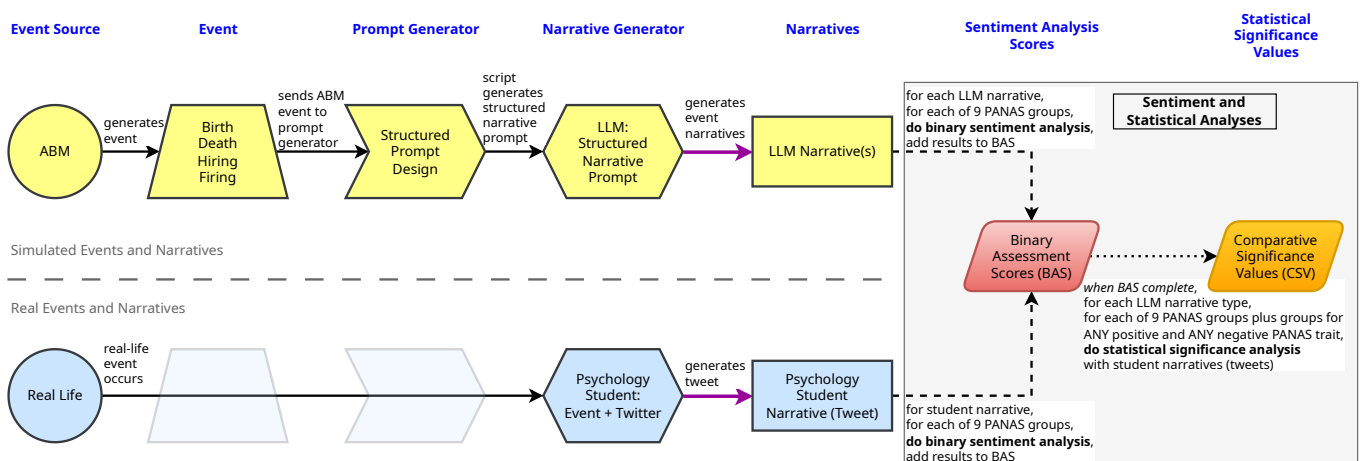 Event Source
Event
Prompt Generator
Narrative Generator
Narratives
Sentiment Analysis
Scores
Statistical
Significance
Values
ABM
generates
event
Birth
Death
Hiring
Firing
sends ABM
event to
prompt
generator
Structured
Prompt
Design
script
generates
structured
narrative
prompt
LLM:
Structured
Narrative
Prompt
generates
event
narratives
LLM Narrative(s)
for each LLM narrative,
for each of 9 PANAS groups,
do binary sentiment analysis,
add results to BAS
Sentiment and
Statistical Analyses
Simulated Events and Narratives
Binary
Assessment
Scores (BAS)
Comparative
Significance
Values (CSV)
when BAS complete,
for each LLM narrative type,
for each of 9 PANAS groups plus groups for
ANY positive and ANY negative PANAS trait,
do statistical significance analysis
with student narratives (tweets)
Real Events and Narratives
Real Life
real-life
event
occurs
Psychology
Student:
Event + Twitter
generates
tweet
Psychology
Student
Narrative (Tweet)
for student narrative,
for each of 9 PANAS groups,
do binary sentiment analysis,
add results to BAS